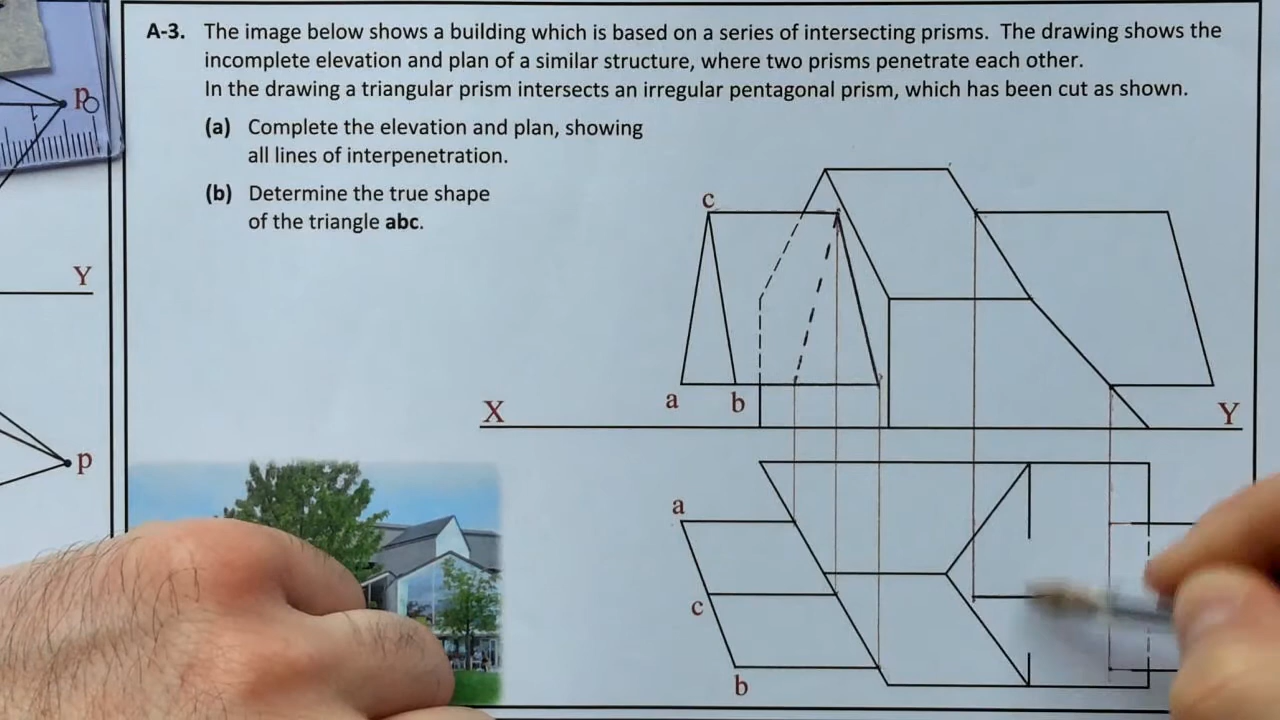 A-3. The image below shows a building which is based on a series of intersecting prisms. The drawing shows the
incomplete elevation and plan of a similar structure, where two prisms penetrate each other.
In the drawing a triangular prism intersects an irregular pentagonal prism, which has been cut as shown.
(a) Complete the elevation and plan, showing
all lines of interpenetration.
(b) Determine the true shape
of the triangle abc.
c
a
b
X
Y
a
c
b
Y
p